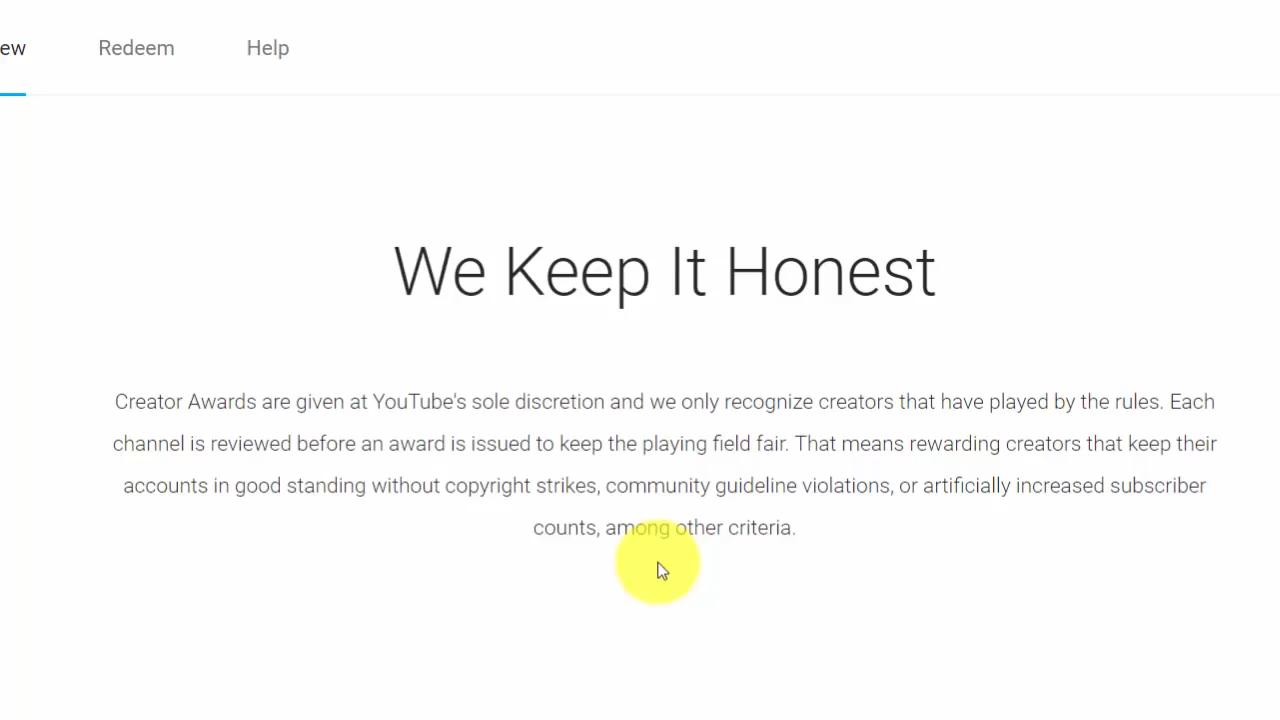 ew Redeem Help
We Keep It Honest
Creator Awards are given at YouTube's sole discretion and we only recognize creators that have played by the rules. Each
channel is reviewed before an award is issued to keep the playing field fair. That means rewarding creators that keep their
accounts in good standing without copyright strikes, community guideline violations, or artificially increased subscriber
counts, among other criteria.